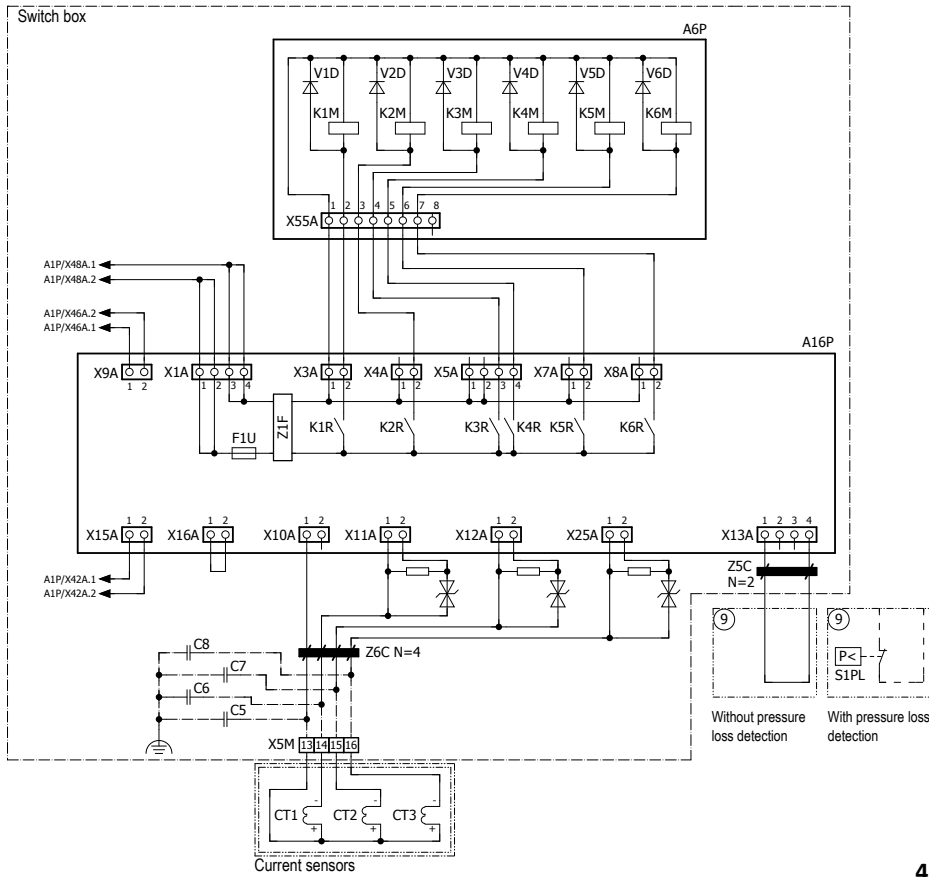 Switch box
A6P
V1D V2D V3D V4D V5D V6D
K1M K2M K3M K4M K5M K6M
1 2 3 4 5 6 7 8
X55A
A1P/X48A.1
A1P/X48A.2
A1P/X46A.2
A1P/X46A.1
A16P
X9A X1A X3A X4A X5A X7A X8A
1 2 1 2 3 4 1 2 1 2 1 2 3 4 1 2 1 2
F1U Z1F K1R K2R K3R K4R K5R K6R
1 2 1 2 1 2 1 2 1 2 1 2 1 2 3 4
X15A X16A X10A X11A X12A X25A X13A
A1P/X42A.1
A1P/X42A.2
Z5C
N=2
9 9
P<
S1PL
C8 Z6C N=4
C7
C6
C5
Without pressure
loss detection
With pressure loss
detection
X5M 13 14 15 16
- - -
CT1 CT2 CT3
+ + +
Current sensors
4